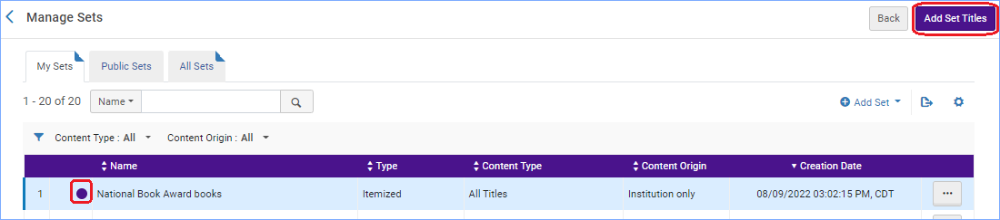 Manage Sets
Back
Add Set Titles
My Sets
Public Sets
All Sets
1 - 20 of 20
Name
Add Set
Content Type : All
Content Origin : All
Name
Type
Content Type
Content Origin
Creation Date
1
National Book Award books
Itemized
All Titles
Institution only
08/09/2022 03:02:15 PM, CDT